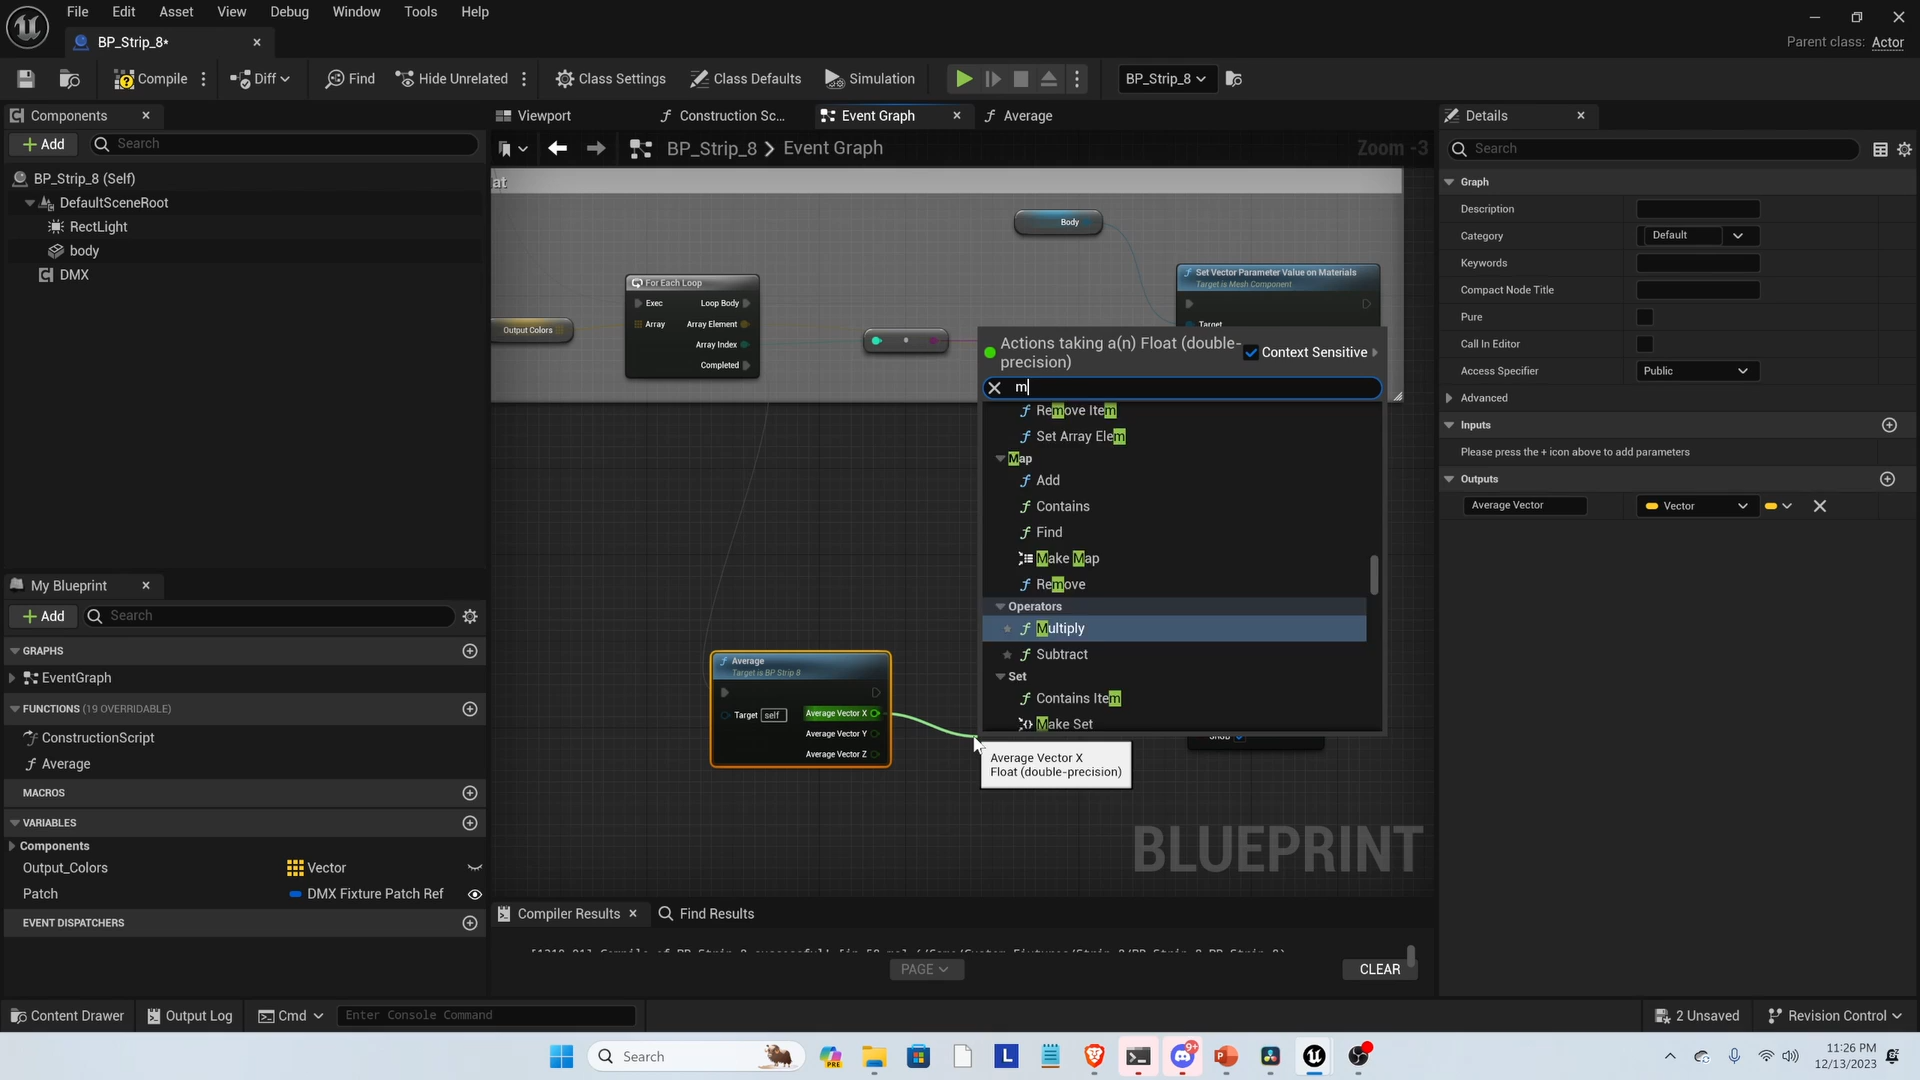 File Edit Asset View Debug Window Tools Help
BP_Strip_8*
Parent class: Actor
Compile Diff Find Hide Unrelated Class Settings Class Defaults Simulation BP_Strip_8
Components
Add Search
BP_Strip_8 (Self)
DefaultSceneRoot
RectLight
body
DMX
My Blueprint
Add Search
GRAPHS
EventGraph
FUNCTIONS (19 OVERRIDABLE)
ConstructionScript
Average
MACROS
VARIABLES
Components
Output_Colors Vector
Patch DMX Fixture Patch Ref
EVENT DISPATCHERS
Viewport Construction Sc... Event Graph Average
BP_Strip_8 > Event Graph Zoom -3
at
Body
For Each Loop
Exec Loop Body
Array Array Element
Array Index
Completed
Output Colors
Set Vector Parameter Value on Materials
Target is Mesh Component
Target
Actions taking a(n) Float (double-
precision)
Context Sensitive
m
Remove Item
Set Array Elem
Map
Add
Contains
Find
Make Map
Remove
Operators
Multiply
Subtract
Set
Contains Item
Make Set
Average
Target is BP Strip 8
Target self
Average Vector X
Average Vector Y
Average Vector Z
Average Vector X
Float (double-precision)
BLUEPRINT
Compiler Results Find Results
PAGE
CLEAR
Details
Search
Graph
Description
Category Default
Keywords
Compact Node Title
Pure
Call In Editor
Access Specifier Public
Advanced
Inputs
Please press the + icon above to add parameters
Outputs
Average Vector Vector
Content Drawer Output Log Cmd Enter Console Command 2 Unsaved Revision Control
Search
PRE
L
9+
11:26 PM
12/13/2023